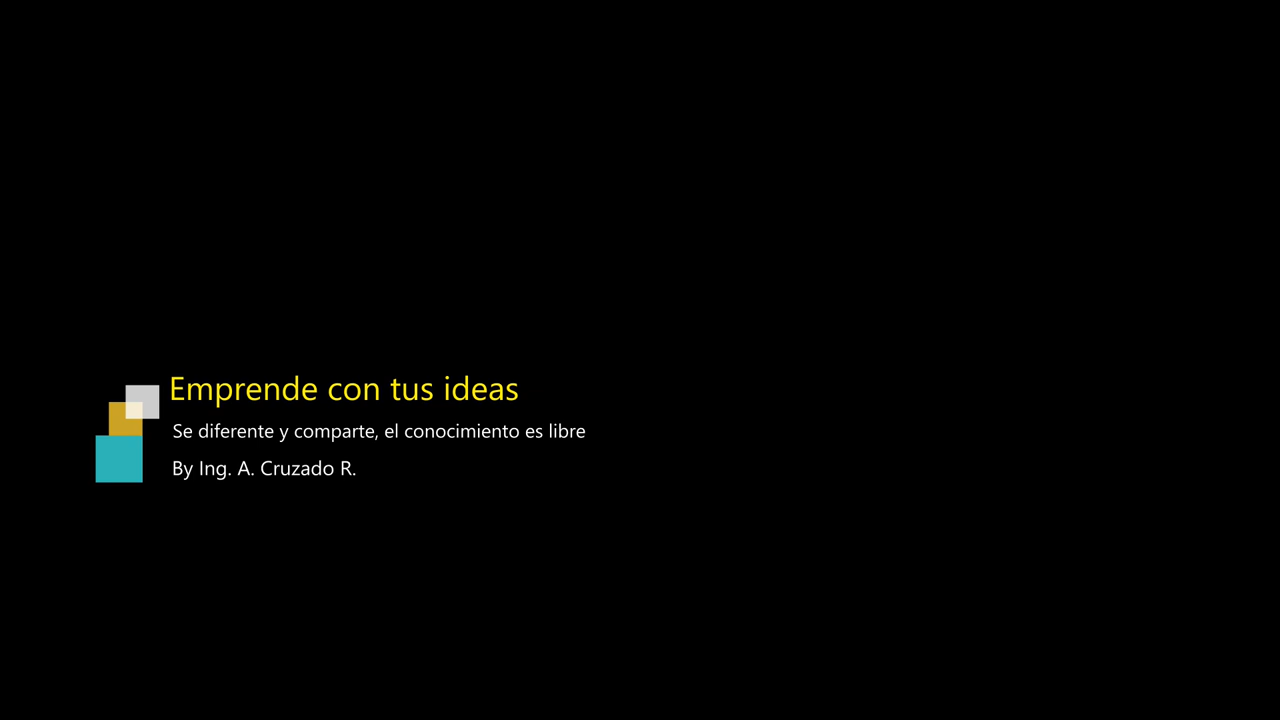 Emprende con tus ideas
Se diferente y comparte, el conocimiento es libre
By Ing. A. Cruzado R.